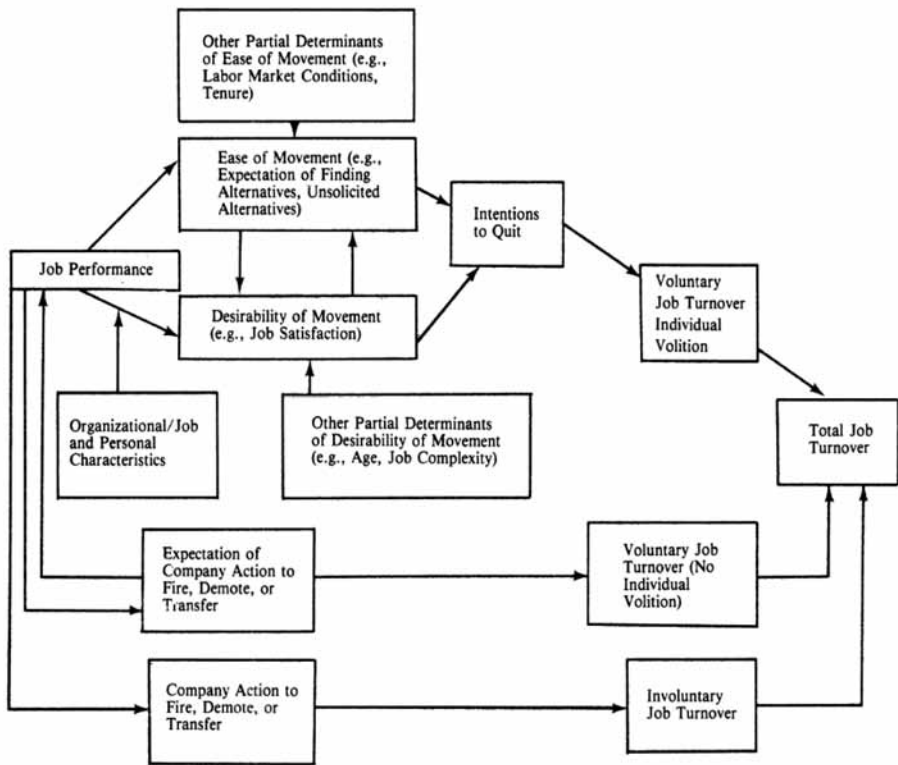 Other Partial Determinants
of Ease of Movement (e.g.,
Labor Market Conditions,
Tenure)
Ease of Movement (e.g.,
Expectation of Finding
Alternatives, Unsolicited
Alternatives)
Intentions
to Quit
Job Performance
Voluntary
Job Turnover
Individual
Volition
Desirability of Movement
(e.g., Job Satisfaction)
Organizational/Job
and Personal
Characteristics
Other Partial Determinants
of Desirability of Movement
(e.g., Age, Job Complexity)
Total Job
Turnover
Expectation of
Company Action to
Fire, Demote, or
Transfer
Voluntary Job
Turnover (No
Individual
Volition)
Company Action to
Fire, Demote, or
Transfer
Involuntary
Job Turnover